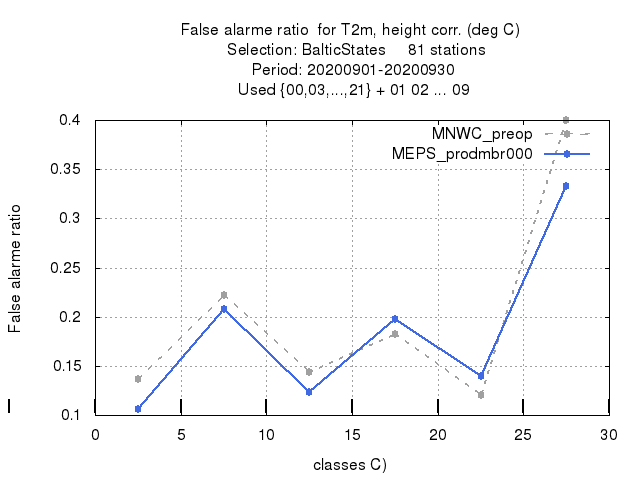 False alarme ratio  for T2m, height corr. (deg C)
Selection: BalticStates     81 stations
Period: 20200901-20200930
Used {00,03,...,21} + 01 02 ... 09
MNWC_preop
MEPS_prodmbr000
False alarme ratio
0.4
0.35
0.3
0.25
0.2
0.15
0.1
0 5 10 15 20 25 30
classes C)